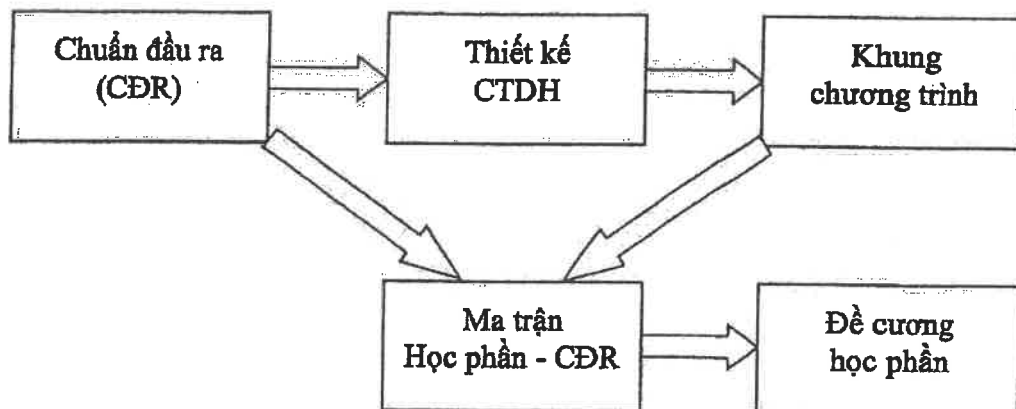 Chuẩn đầu ra
(CĐR)
Thiết kế
CTDH
Khung
chương trình
Ma trận
Học phần - CĐR
Đề cương
học phần